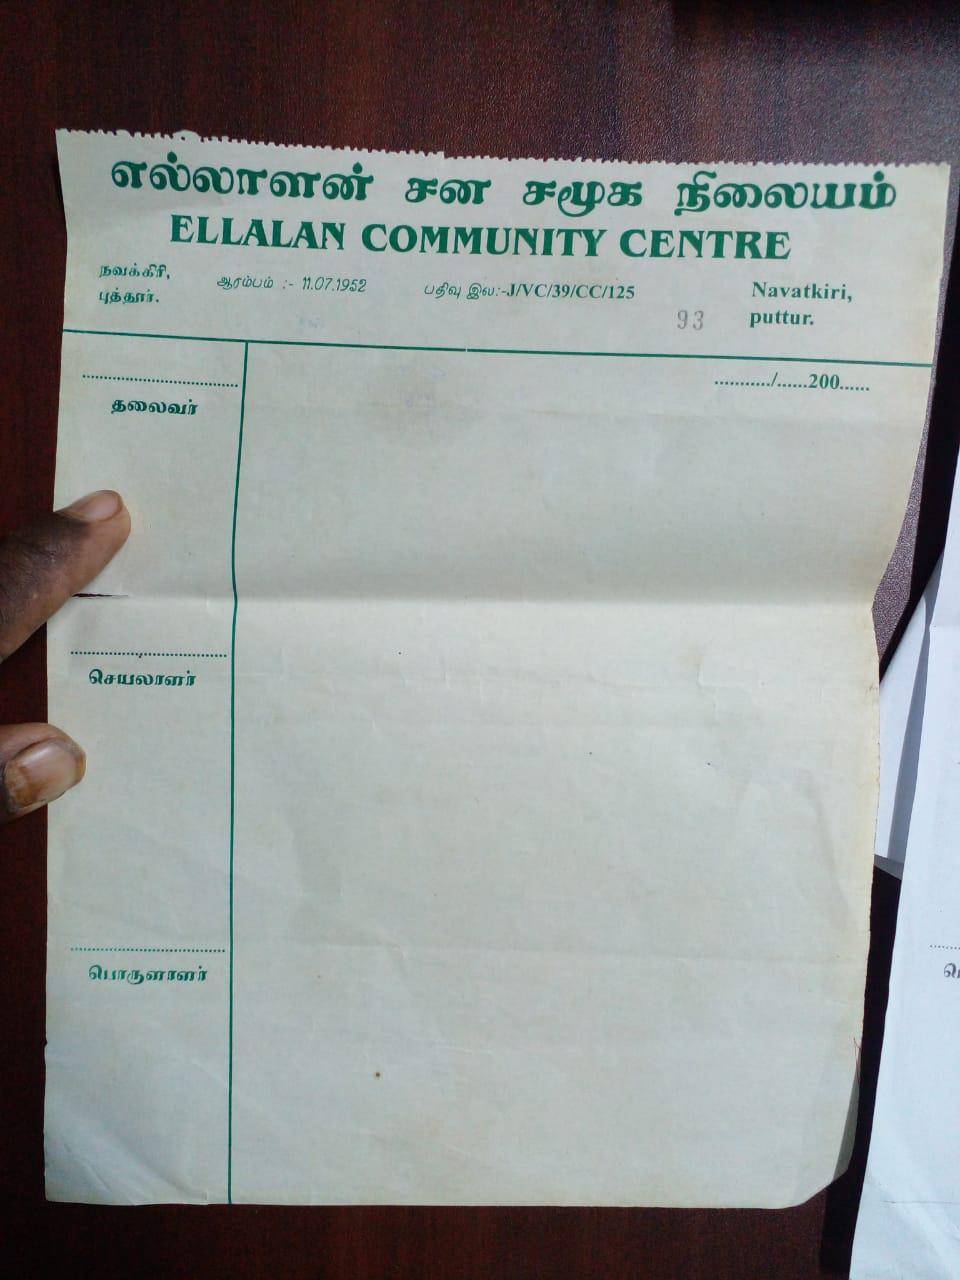 எல்லாளன் சன சமூக நிலையம்
ELLALAN COMMUNITY CENTRE
நவக்கிரி,
புத்தூர்.
ஆரம்பம் :- 11.07.1952
பதிவு இல:-J/VC/39/CC/125
93
Navatkiri,
puttur.
.........../......200......
தலைவர்
செயலாளர்
பொருளாளர்